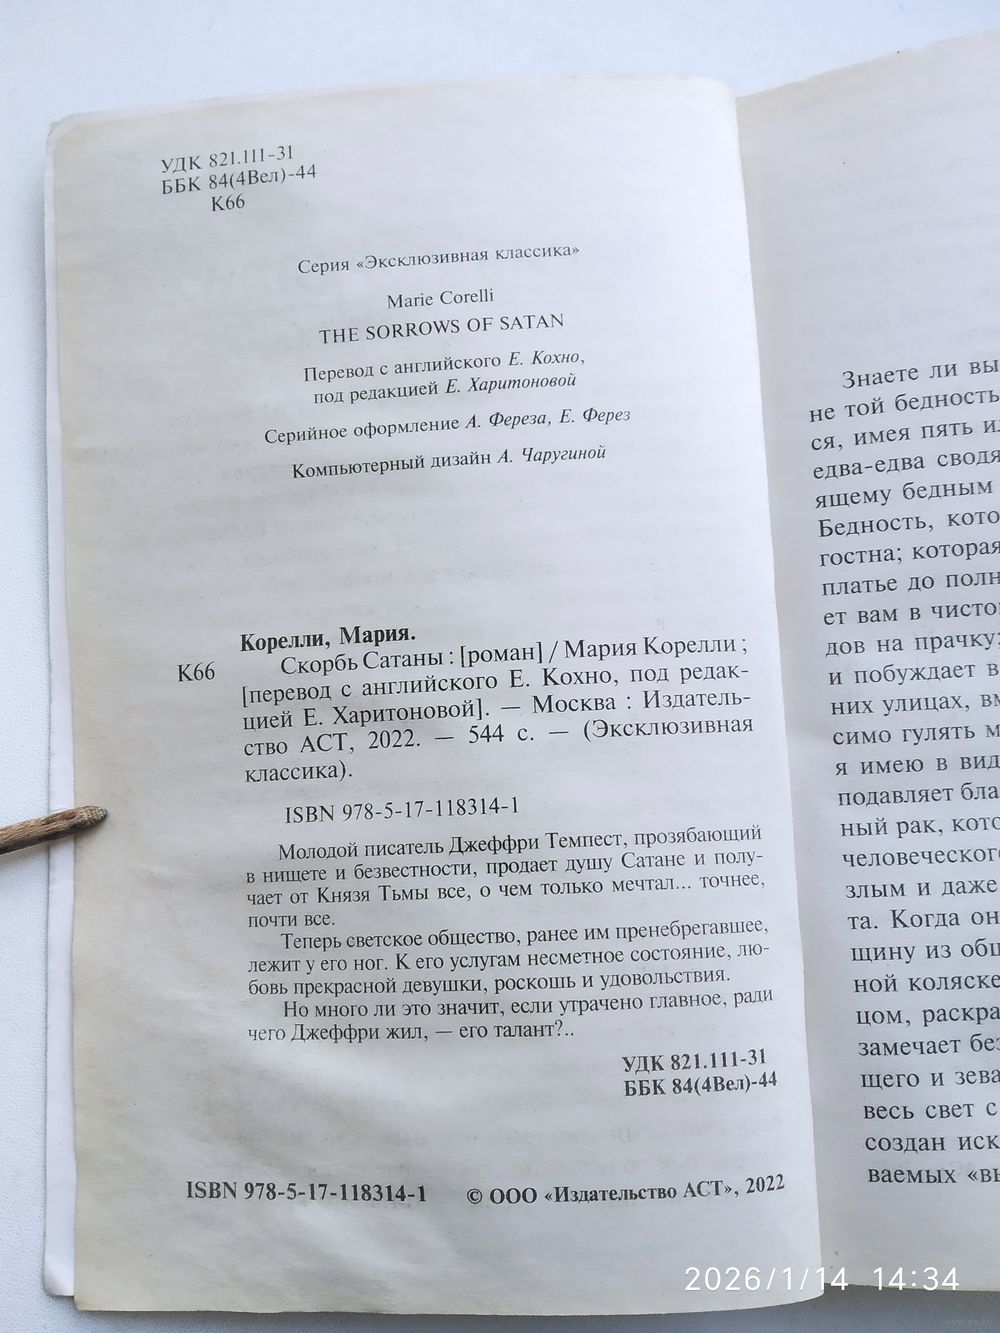 УДК 821.111-31
ББК 84(4Вел)-44
К66
Серия «Эксклюзивная классика»
Marie Corelli
THE SORROWS OF SATAN
Перевод с английского Е. Кохно,
под редакцией Е. Харитоновой
Серийное оформление А. Фереза, Е. Ферез
Компьютерный дизайн А. Чаругиной
Корелли, Мария.
К66
Скорбь Сатаны : [роман] / Мария Корелли ;
[перевод с английского Е. Кохно, под редак-
цией Е. Харитоновой]. — Москва : Издатель-
ство АСТ, 2022. — 544 с. — (Эксклюзивная
классика).
ISBN 978-5-17-118314-1
Молодой писатель Джеффри Темпест, прозябающий
в нищете и безвестности, продает душу Сатане и полу-
чает от Князя Тьмы все, о чем только мечтал... точнее,
почти все.
Теперь светское общество, ранее им пренебрегавшее,
лежит у его ног. К его услугам несметное состояние, лю-
бовь прекрасной девушки, роскошь и удовольствия.
Но много ли это значит, если утрачено главное, ради
чего Джеффри жил, — его талант?..
УДК 821.111-31
ББК 84(4Вел)-44
ISBN 978-5-17-118314-1 © ООО «Издательство АСТ», 2022
Знаете ли вы
не той бедность
ся, имея пять и
едва-едва сводя
ящему бедным
Бедность, кото
гостна; которая
платье до полн
ет вам в чисто
дов на прачку;
и побуждает в
них улицах, вм
симо гулять м
я имею в вид
подавляет бла
ный рак, кото
человеческого
злым и даже
та. Когда он
щину из общ
ной коляске
цом, раскра
замечает без
щего и зева
весь свет с
создан иск
ваемых «вы
2026/1/14 14:34
www.ay.by